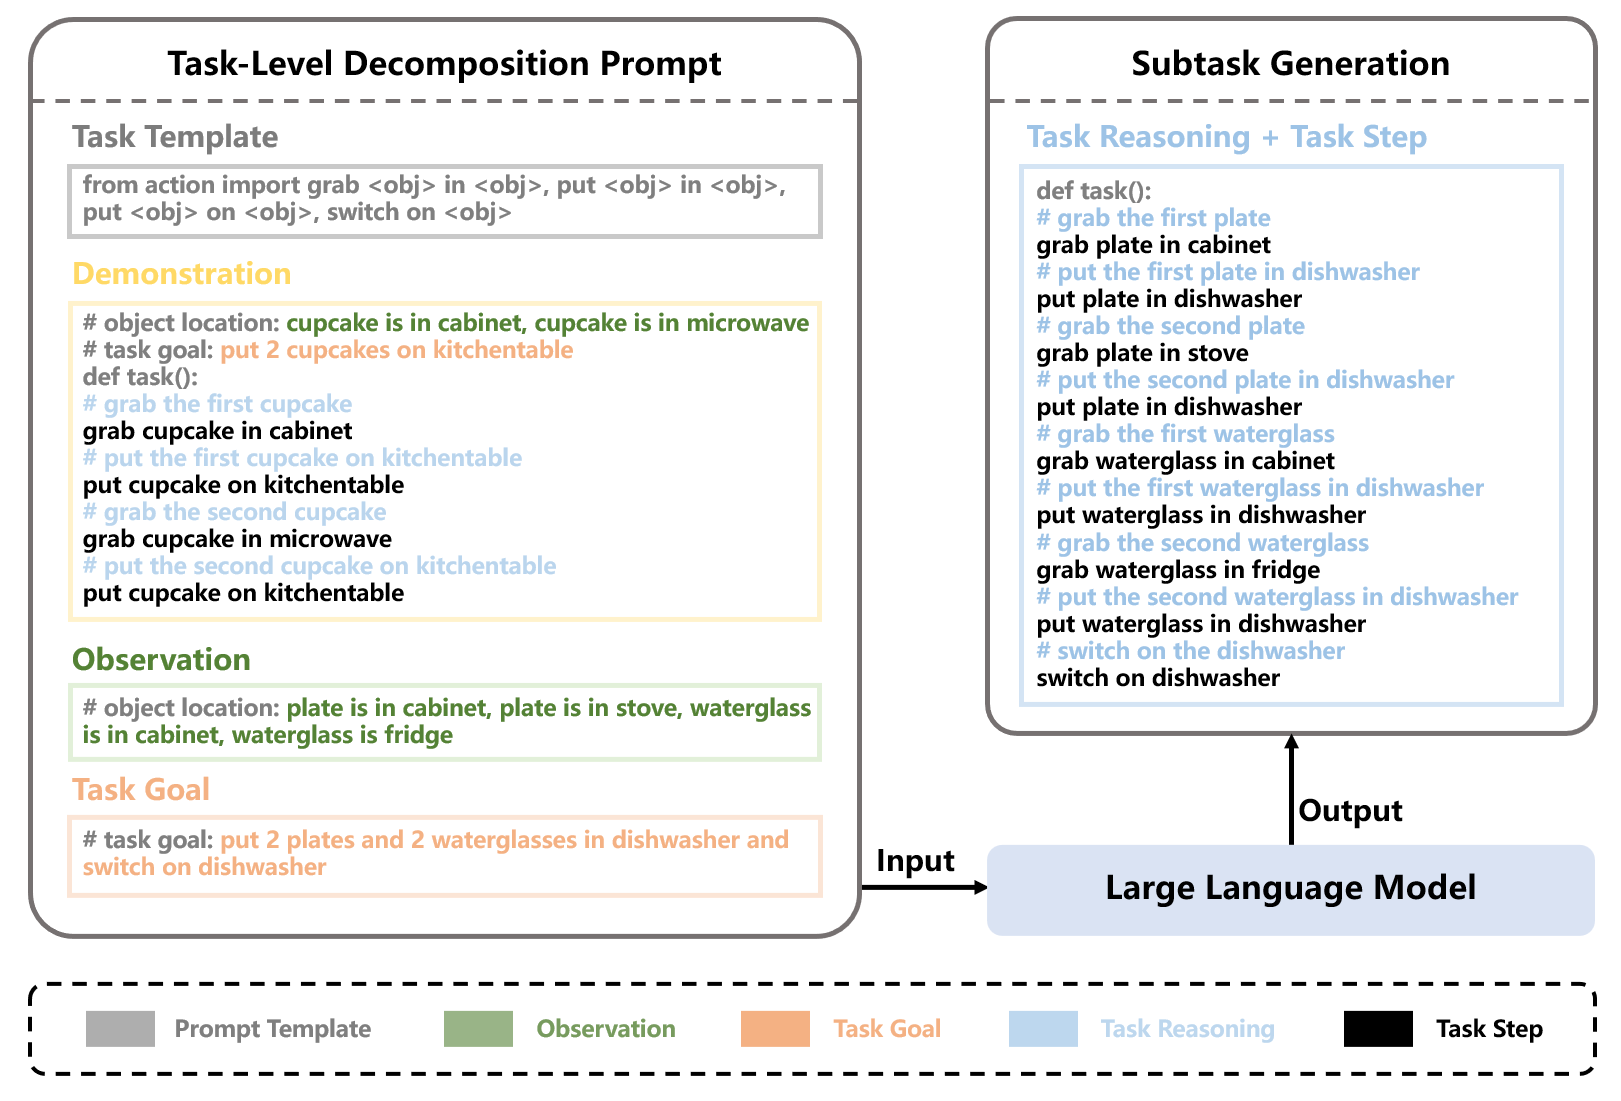 Task-Level Decomposition Prompt
Task Template
from action import grab <obj> in <obj>, put <obj> in <obj>,
put <obj> on <obj>, switch on <obj>
Demonstration
# object location: cupcake is in cabinet, cupcake is in microwave
# task goal: put 2 cupcakes on kitchentable
def task():
# grab the first cupcake
grab cupcake in cabinet
# put the first cupcake on kitchentable
put cupcake on kitchentable
# grab the second cupcake
grab cupcake in microwave
# put the second cupcake on kitchentable
put cupcake on kitchentable
Observation
# object location: plate is in cabinet, plate is in stove, waterglass
is in cabinet, waterglass is fridge
Task Goal
# task goal: put 2 plates and 2 waterglasses in dishwasher and
switch on dishwasher
Input
Large Language Model
Output
Subtask Generation
Task Reasoning + Task Step
def task():
# grab the first plate
grab plate in cabinet
# put the first plate in dishwasher
put plate in dishwasher
# grab the second plate
grab plate in stove
# put the second plate in dishwasher
put plate in dishwasher
# grab the first waterglass
grab waterglass in cabinet
# put the first waterglass in dishwasher
put waterglass in dishwasher
# grab the second waterglass
grab waterglass in fridge
# put the second waterglass in dishwasher
put waterglass in dishwasher
# switch on the dishwasher
switch on dishwasher
Prompt Template
Observation
Task Goal
Task Reasoning
Task Step